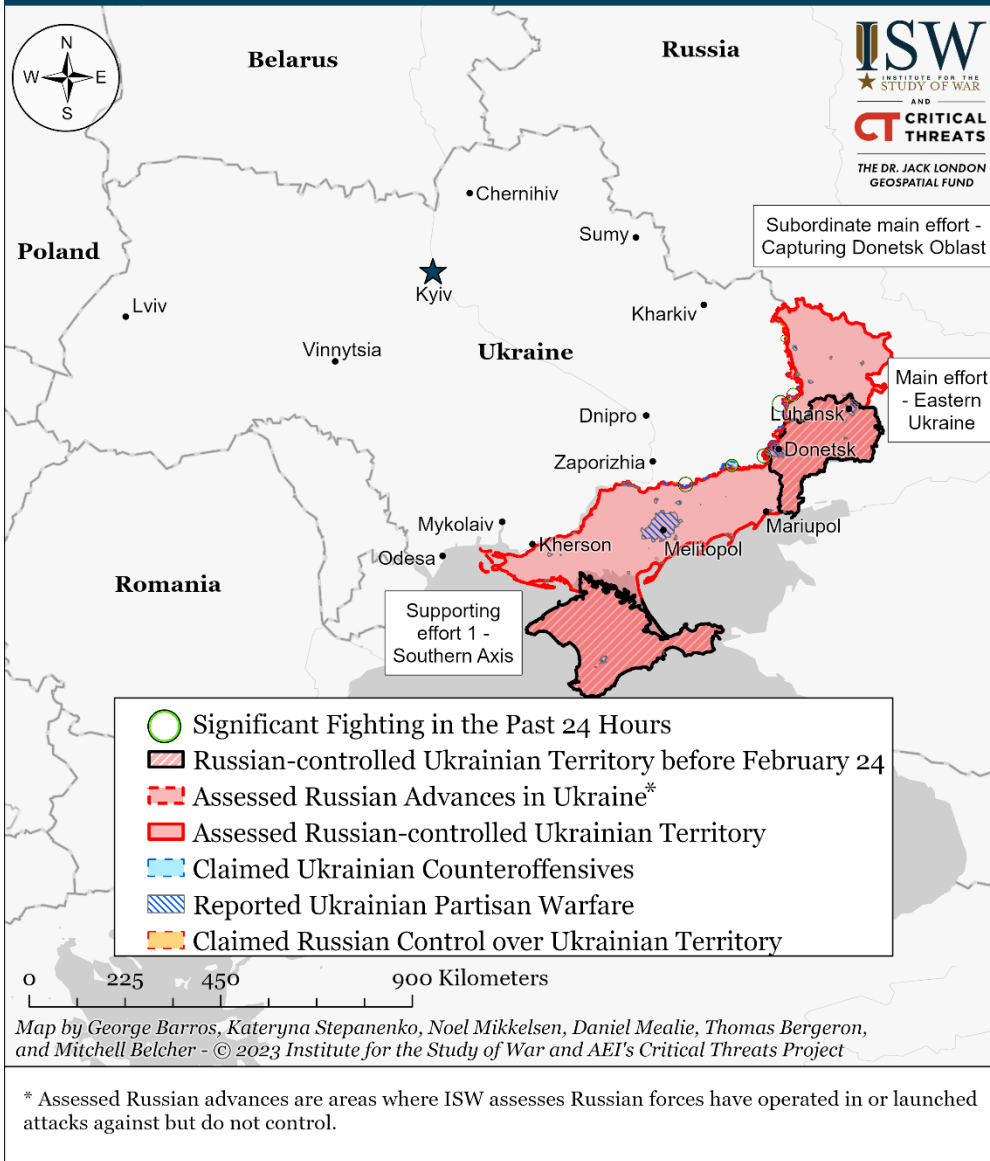 N
W
E
S
Belarus
Russia
ISW
INSTITUTE FOR THE
STUDY OF WAR
AND
CT CRITICAL
THREATS
THE DR. JACK LONDON
GEOSPATIAL FUND
Chernihiv
Sumy
Subordinate main effort -
Capturing Donetsk Oblast
Poland
Kyiv
Lviv
Kharkiv
Vinnytsia
Ukraine
Main effort
- Eastern
Ukraine
Dnipro
Luhansk
Donetsk
Zaporizhia
Mykolaiv
Mariupol
Kherson
Melitopol
Odesa
Romania
Supporting
effort 1 -
Southern Axis
Significant Fighting in the Past 24 Hours
Russian-controlled Ukrainian Territory before February 24
Assessed Russian Advances in Ukraine*
Assessed Russian-controlled Ukrainian Territory
Claimed Ukrainian Counteroffensives
Reported Ukrainian Partisan Warfare
Claimed Russian Control over Ukrainian Territory
0 225 450 900 Kilometers
Map by George Barros, Kateryna Stepanenko, Noel Mikkelsen, Daniel Mealie, Thomas Bergeron,
and Mitchell Belcher - © 2023 Institute for the Study of War and AEI's Critical Threats Project
* Assessed Russian advances are areas where ISW assesses Russian forces have operated in or launched
attacks against but do not control.